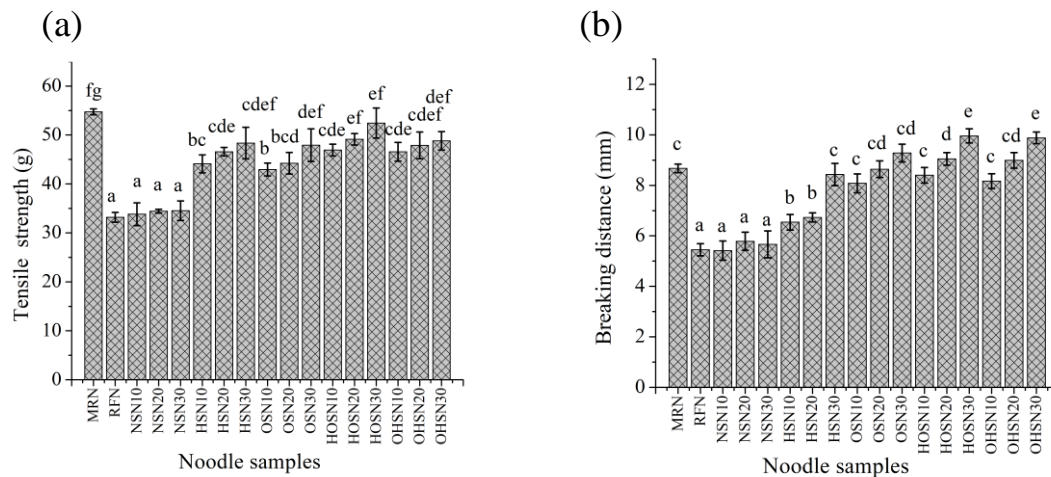 (a)
(b)
Tensile strength (g)
60
50
40
30
20
10
0
fg
a
a
a
a
bc
cde
cdef
b
bcd
def
cde
ef
ef
cde
cdef
def
MRN
RFN
NSN10
NSN20
NSN30
HSN10
HSN20
HSN30
OSN10
OSN20
OSN30
HOSN10
HOSN20
HOSN30
OHSN10
OHSN20
OHSN30
Noodle samples
Breaking distance (mm)
12
10
8
6
4
2
0
c
a
a
a
a
b
b
c
c
cd
cd
c
d
e
c
cd
e
MRN
RFN
NSN10
NSN20
NSN30
HSN10
HSN20
HSN30
OSN10
OSN20
OSN30
HOSN10
HOSN20
HOSN30
OHSN10
OHSN20
OHSN30
Noodle samples